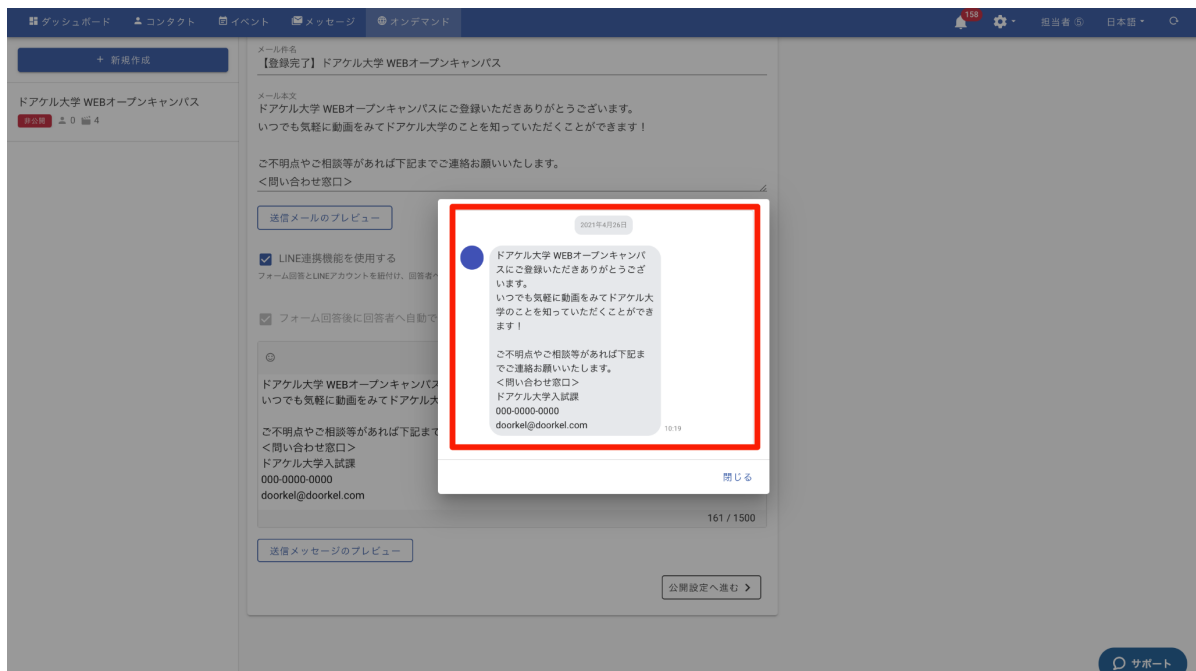 ダッシュボード
コンタクト
イベント
メッセージ
オンデマンド
158
担当者 ⑤
日本語
+ 新規作成
ドアケル大学 WEBオープンキャンパス
非公開 0 4
メール件名
【登録完了】ドアケル大学 WEBオープンキャンパス
メール本文
ドアケル大学 WEBオープンキャンパスにご登録いただきありがとうございます。
いつでも気軽に動画をみてドアケル大学のことを知っていただくことができます！
ご不明点やご相談等があれば下記までご連絡お願いいたします。
＜問い合わせ窓口＞
送信メールのプレビュー
LINE連携機能を使用する
フォーム回答とLINEアカウントを紐付け、回答者へ
フォーム回答後に回答者へ自動で
ドアケル大学 WEBオープンキャンパス
いつでも気軽に動画をみてドアケル大
ご不明点やご相談等があれば下記まで
＜問い合わせ窓口＞
ドアケル大学入試課
000-0000-0000
doorkel@doorkel.com
161 / 1500
送信メッセージのプレビュー
公開設定へ進む
2021年4月26日
ドアケル大学 WEBオープンキャンパ
スにご登録いただきありがとうござ
います。
いつでも気軽に動画をみてドアケル大
学のことを知っていただくことができ
ます！
ご不明点やご相談等があれば下記ま
でご連絡お願いいたします。
＜問い合わせ窓口＞
ドアケル大学入試課
000-0000-0000
doorkel@doorkel.com
10:19
閉じる
サポート